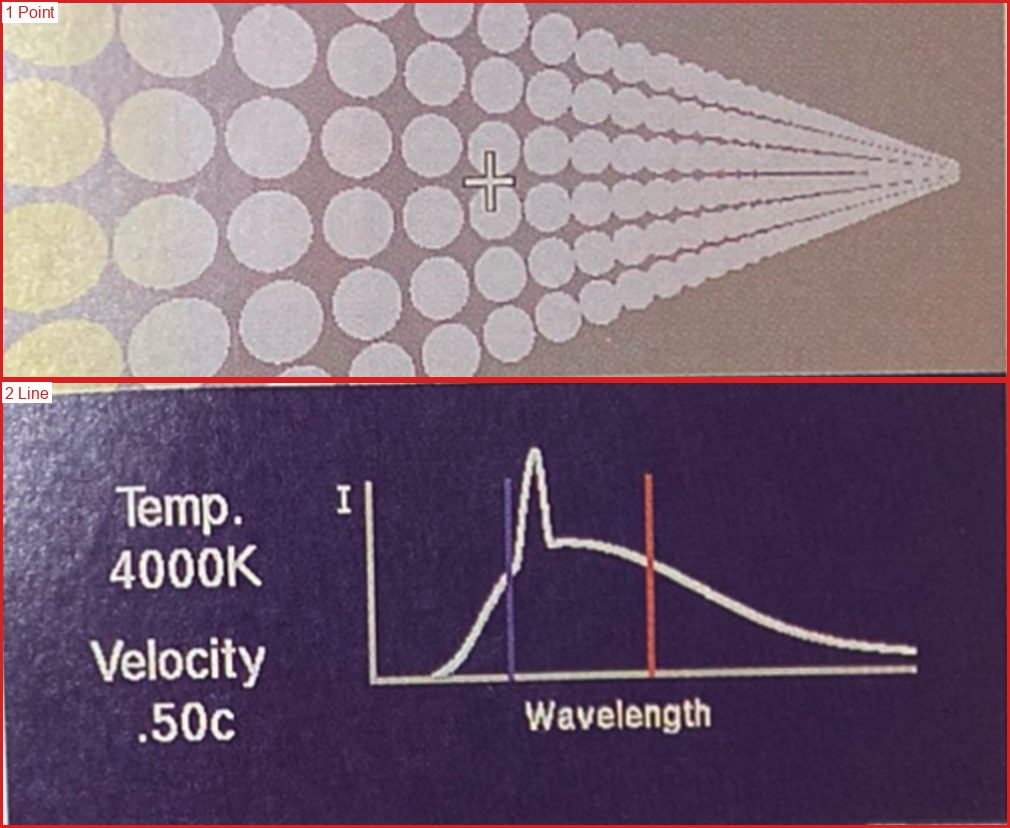 1 Point
2 Line
Temp.
4000K
I
Velocity
.50c
Wavelength